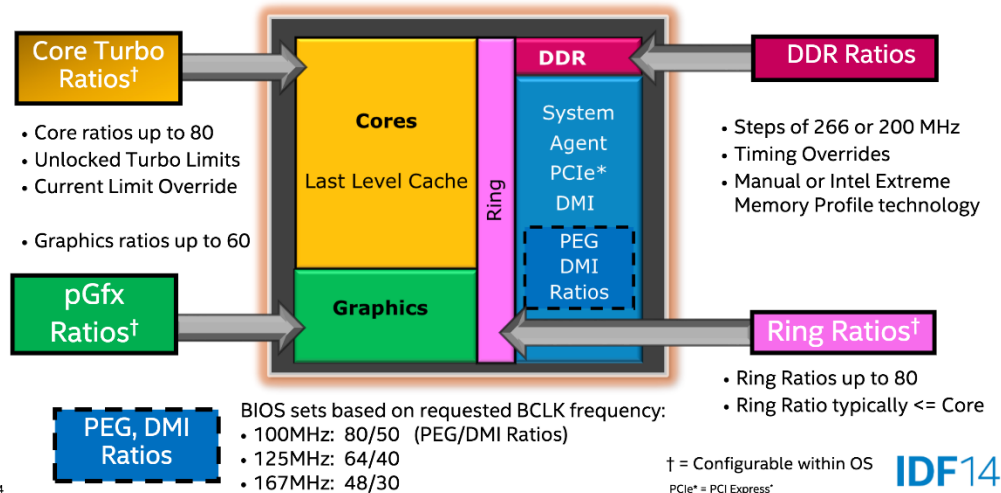 Core Turbo
Ratios†
• Core ratios up to 80
• Unlocked Turbo Limits
• Current Limit Override
• Graphics ratios up to 60
pGfx
Ratios†
Cores
Last Level Cache
Graphics
Ring
DDR
System
Agent
PCIe*
DMI
PEG
DMI
Ratios
DDR Ratios
• Steps of 266 or 200 MHz
• Timing Overrides
• Manual or Intel Extreme
Memory Profile technology
Ring Ratios†
• Ring Ratios up to 80
• Ring Ratio typically <= Core
PEG, DMI
Ratios
BIOS sets based on requested BCLK frequency:
• 100MHz: 80/50 (PEG/DMI Ratios)
• 125MHz: 64/40
• 167MHz: 48/30
† = Configurable within OS
PCIe* = PCI Express*
IDF14
4